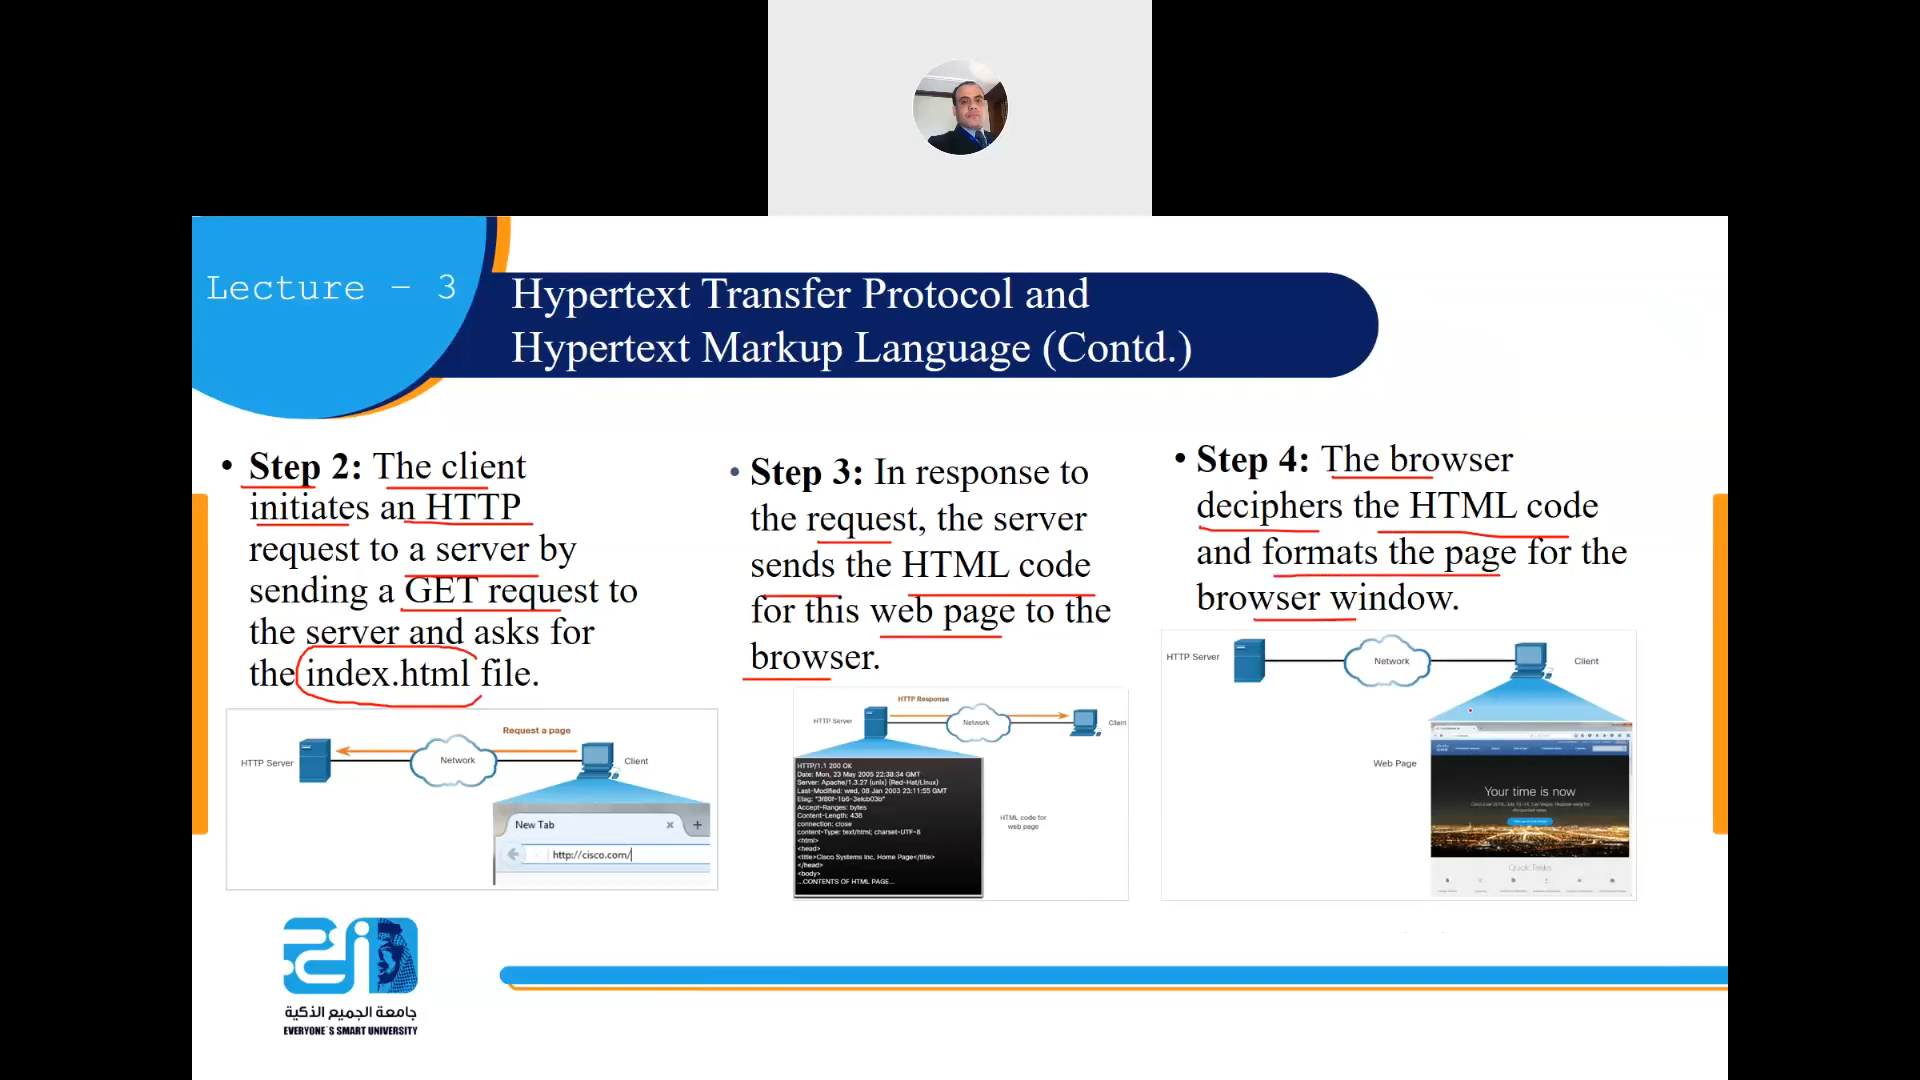 Lecture – 3
Hypertext Transfer Protocol and
Hypertext Markup Language (Contd.)
• Step 2: The client
initiates an HTTP
request to a server by
sending a GET request to
the server and asks for
the index.html file.
Request a page
HTTP Server
Network
Client
New Tab
http://cisco.com/
• Step 3: In response to
the request, the server
sends the HTML code
for this web page to the
browser.
HTTP Response
HTTP Server
Network
Client
HTTP/1.1 200 OK
Date: Mon, 23 May 2005 22:38:34 GMT
Server: Apache/1.3.27 (unix) (Red-Hat/Linux)
Last-Modified: wed, 08 Jan 2003 23:11:55 GMT
Etag: "3f80f-1b6-3elcb03b"
Accept-Ranges: bytes
Content-Length: 438
connection: close
content-Type: text/html; charset-UTF-8
<html>
<head>
<title>Cisco Systems Inc. Home Page</title>
</head>
<body>
...CONTENTS OF HTML PAGE...
HTML code for
web page
• Step 4: The browser
deciphers the HTML code
and formats the page for the
browser window.
HTTP Server
Network
Client
Web Page
Your time is now
Quick Tasks
جامعة الجميع الذكية
EVERYONE`S SMART UNIVERSITY